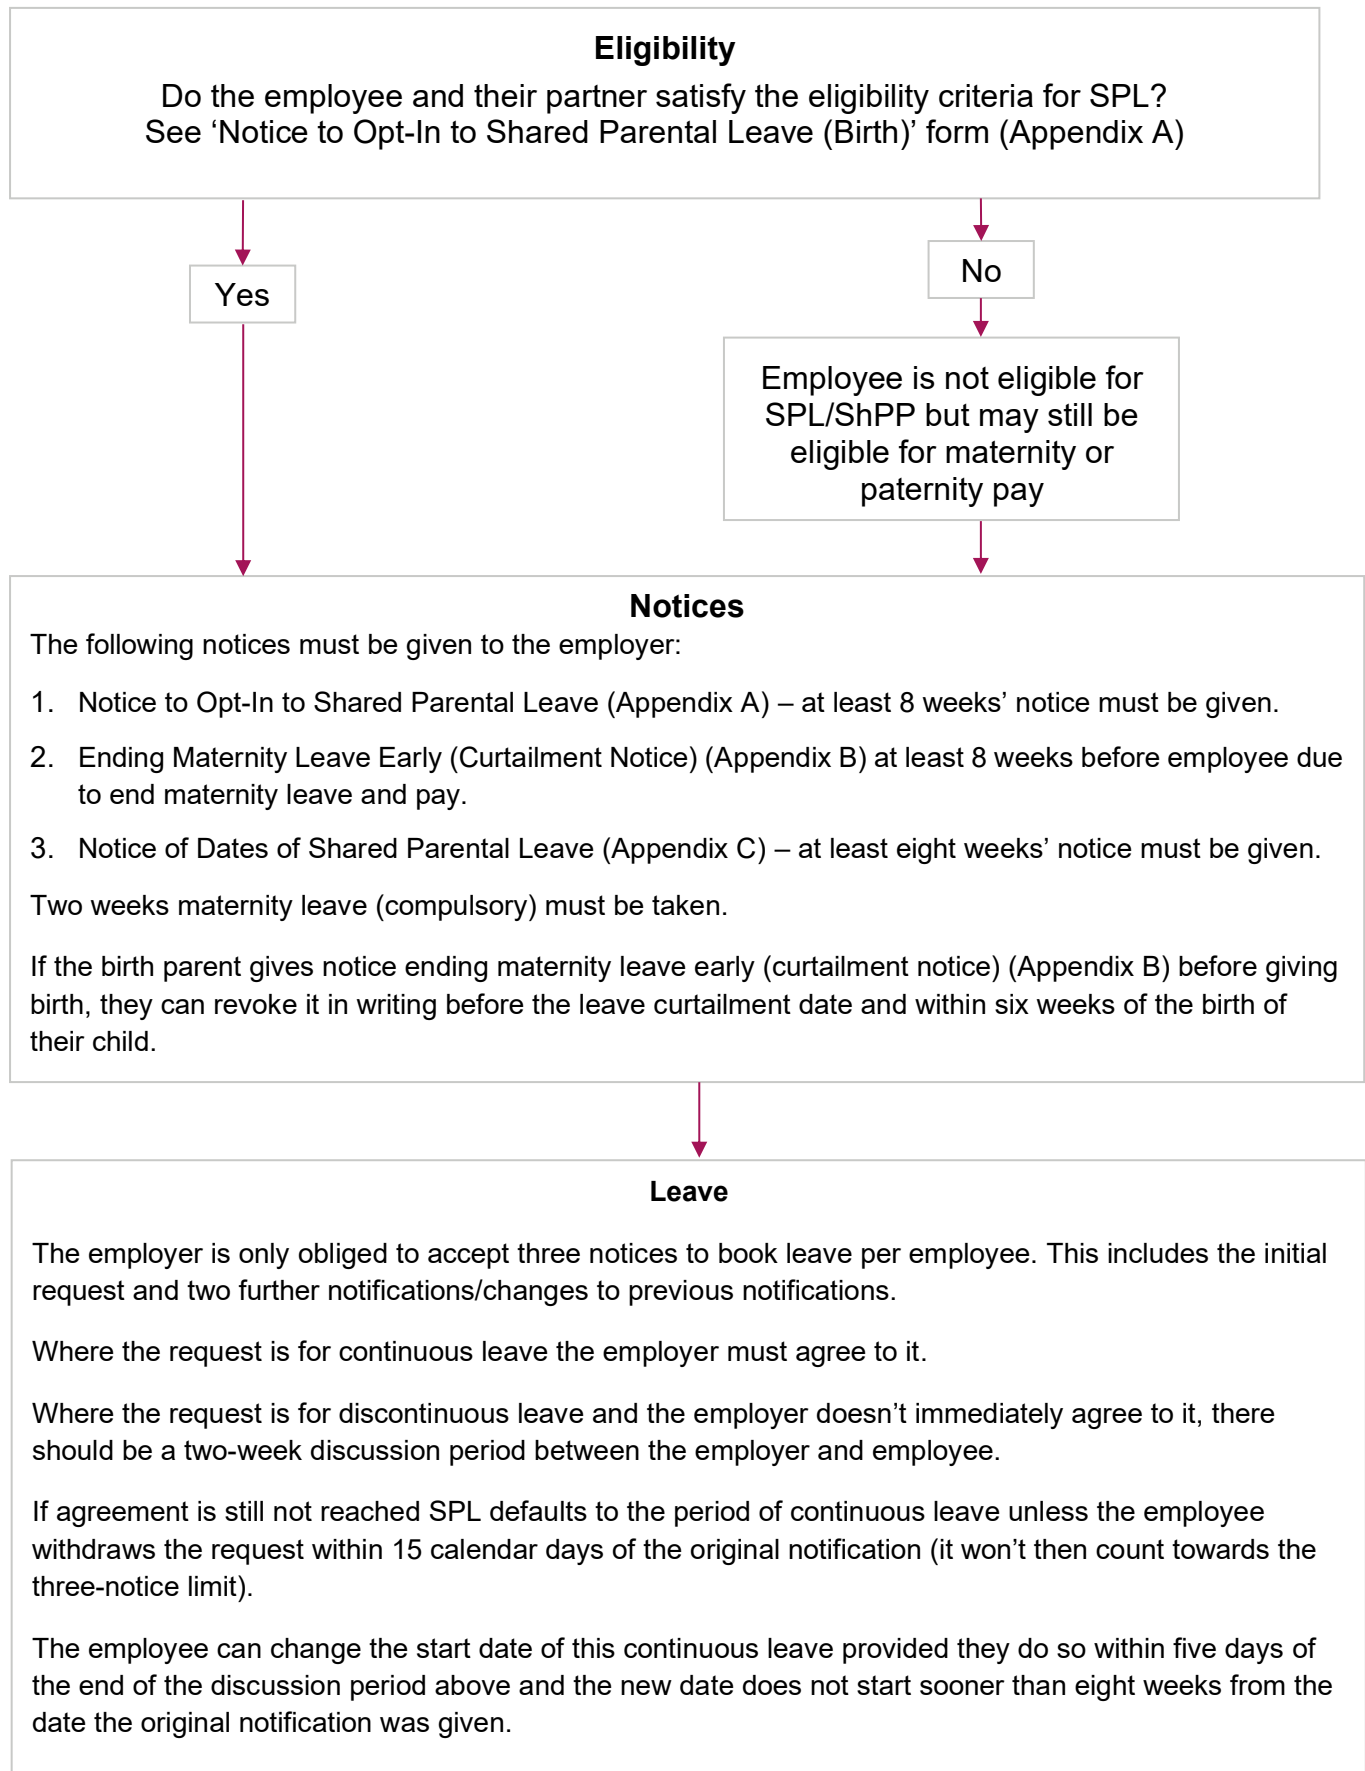 Eligibility
Do the employee and their partner satisfy the eligibility criteria for SPL?
See ‘Notice to Opt-In to Shared Parental Leave (Birth)’ form (Appendix A)
Yes
No
Employee is not eligible for
SPL/ShPP but may still be
eligible for maternity or
paternity pay
Notices
The following notices must be given to the employer:
1. Notice to Opt-In to Shared Parental Leave (Appendix A) – at least 8 weeks’ notice must be given.
2. Ending Maternity Leave Early (Curtailment Notice) (Appendix B) at least 8 weeks before employee due
to end maternity leave and pay.
3. Notice of Dates of Shared Parental Leave (Appendix C) – at least eight weeks’ notice must be given.
Two weeks maternity leave (compulsory) must be taken.
If the birth parent gives notice ending maternity leave early (curtailment notice) (Appendix B) before giving
birth, they can revoke it in writing before the leave curtailment date and within six weeks of the birth of
their child.
Leave
The employer is only obliged to accept three notices to book leave per employee. This includes the initial
request and two further notifications/changes to previous notifications.
Where the request is for continuous leave the employer must agree to it.
Where the request is for discontinuous leave and the employer doesn’t immediately agree to it, there
should be a two-week discussion period between the employer and employee.
If agreement is still not reached SPL defaults to the period of continuous leave unless the employee
withdraws the request within 15 calendar days of the original notification (it won’t then count towards the
three-notice limit).
The employee can change the start date of this continuous leave provided they do so within five days of
the end of the discussion period above and the new date does not start sooner than eight weeks from the
date the original notification was given.